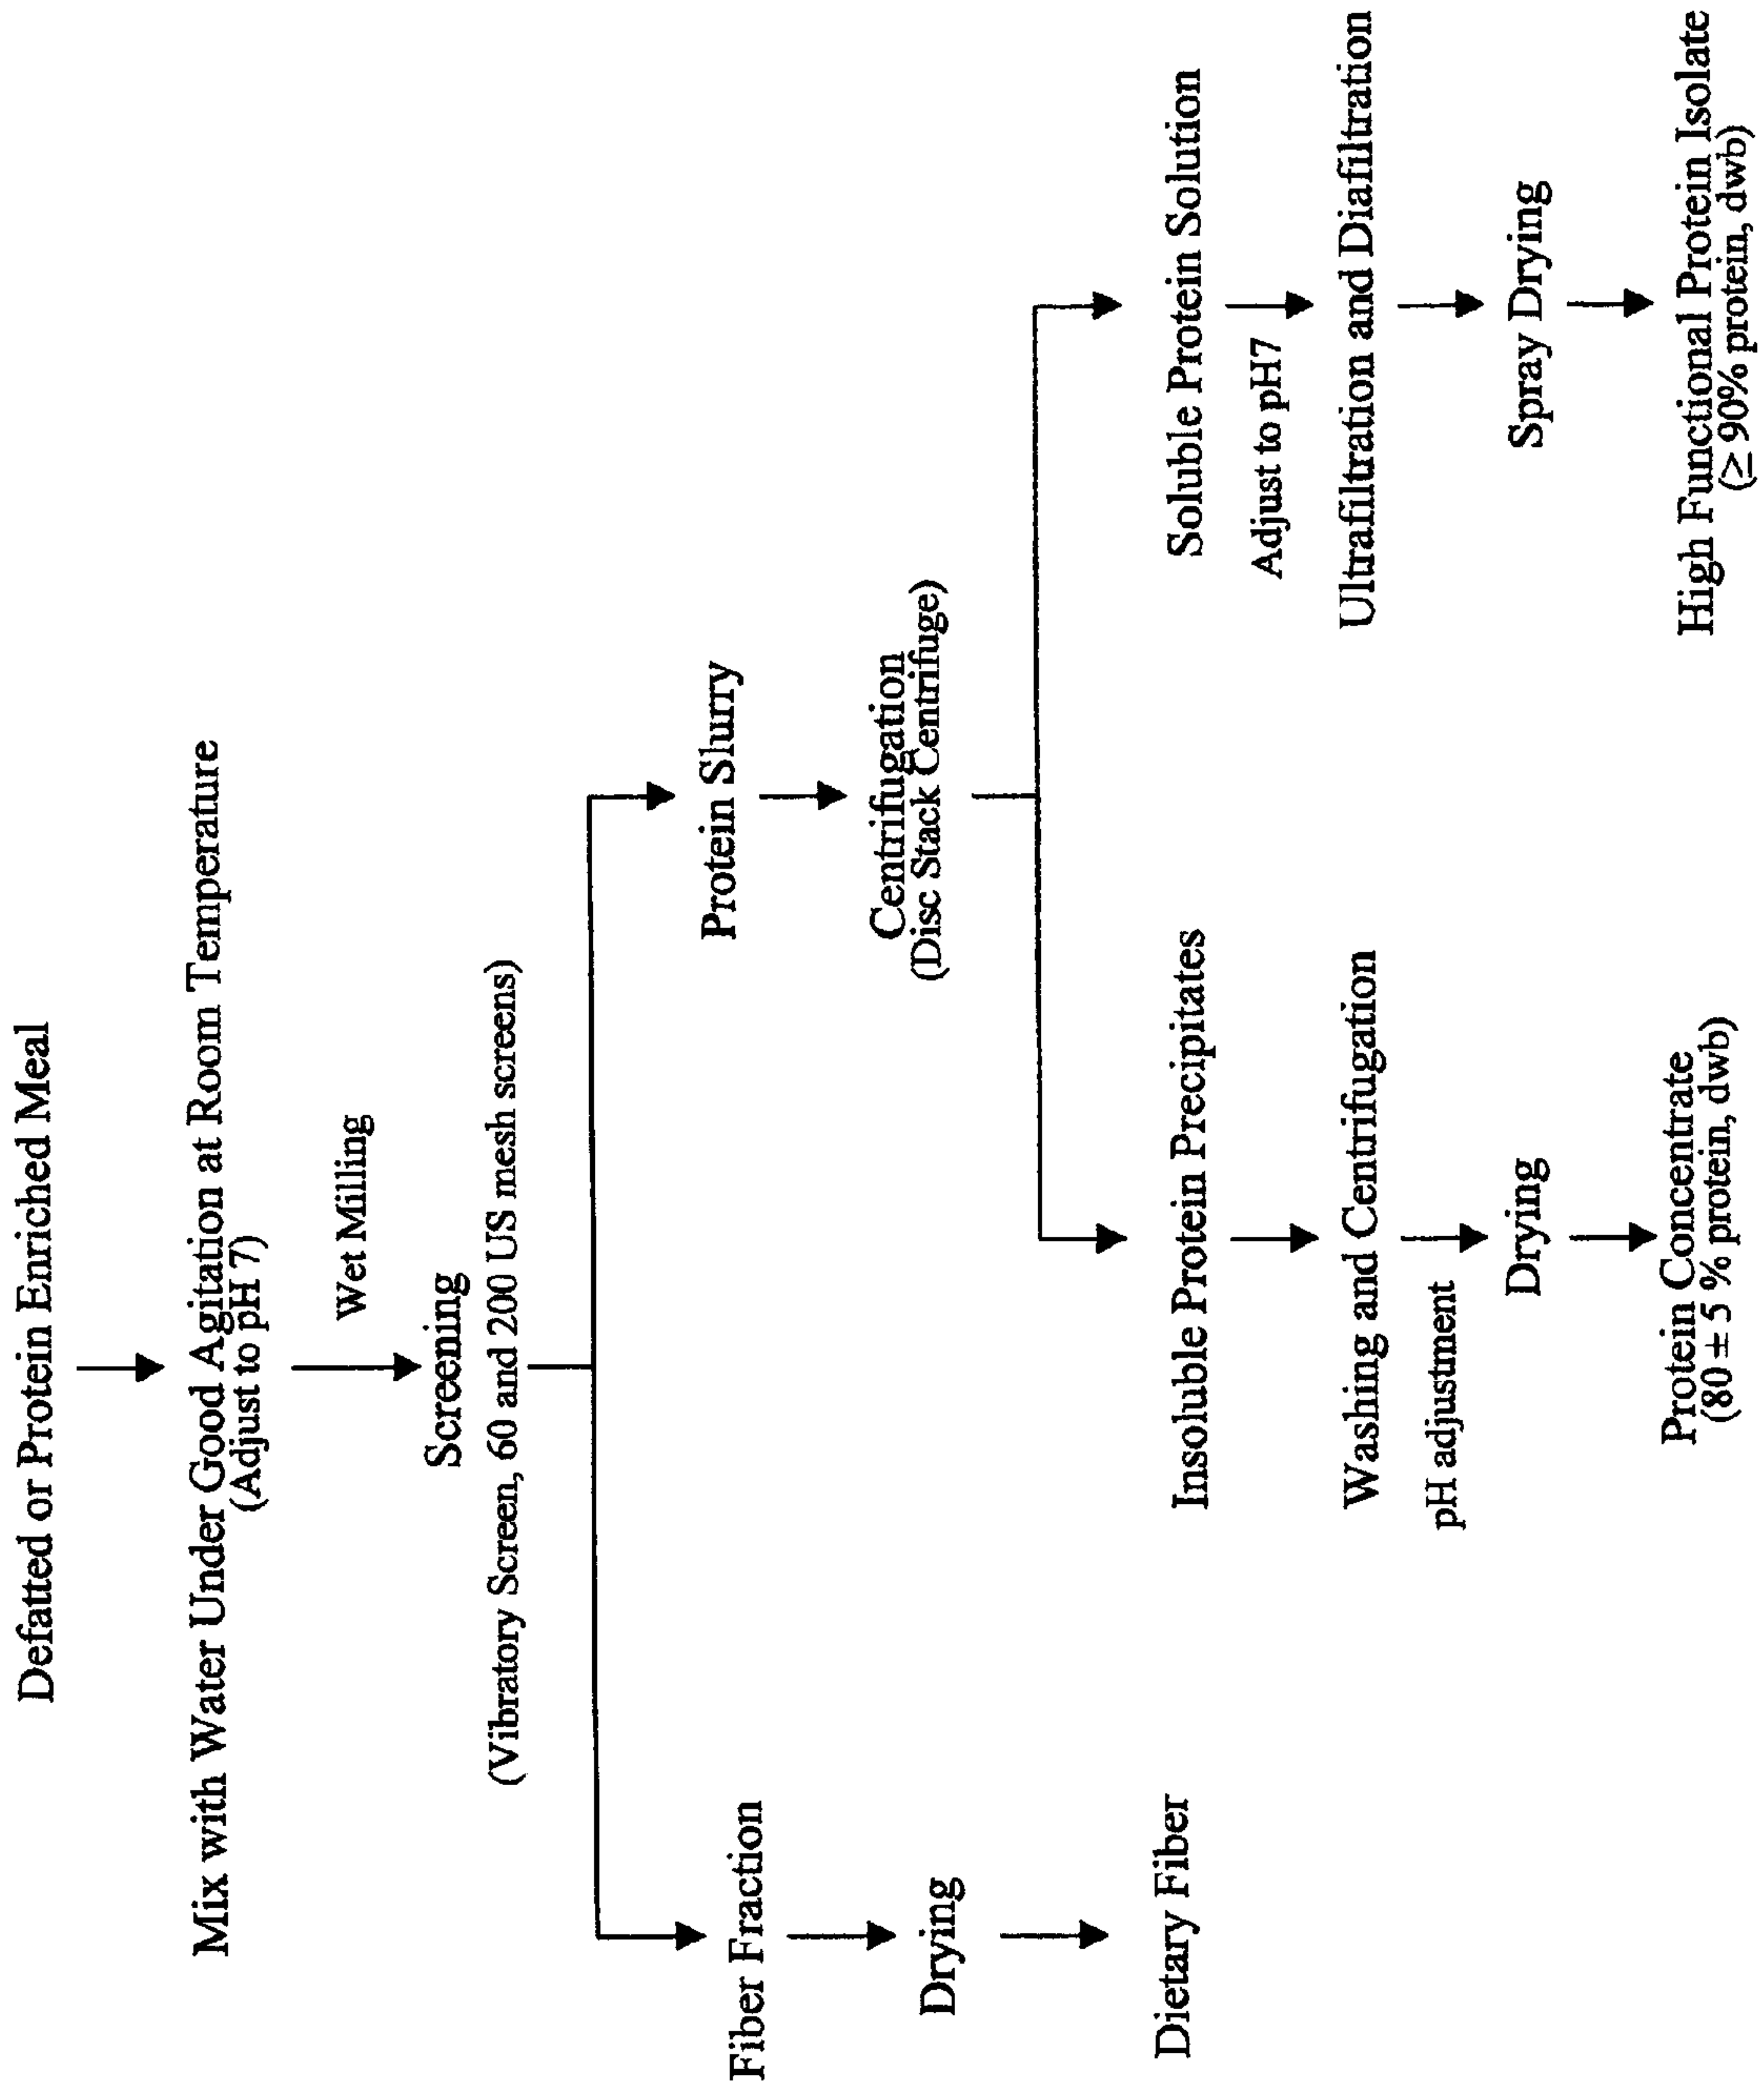 Defatted or Protein Enriched Meal
Mix with Water Under Good Agitation at Room Temperature
(Adjust to pH 7)
Wet Milling
Screening
(Vibratory Screen, 60 and 200 US mesh screens)
Fiber Fraction
Drying
Dietary Fiber
Protein Slurry
Centrifugation
(Disc Stack Centrifuge)
Insoluble Protein Precipitates
Washing and Centrifugation
pH adjustment
Drying
Protein Concentrate
(80 ± 5 % protein, dwb)
Soluble Protein Solution
Adjust to pH7
Ultrafiltration and Diafiltration
Spray Drying
High Functional Protein Isolate
(≥ 90% protein, dwb)